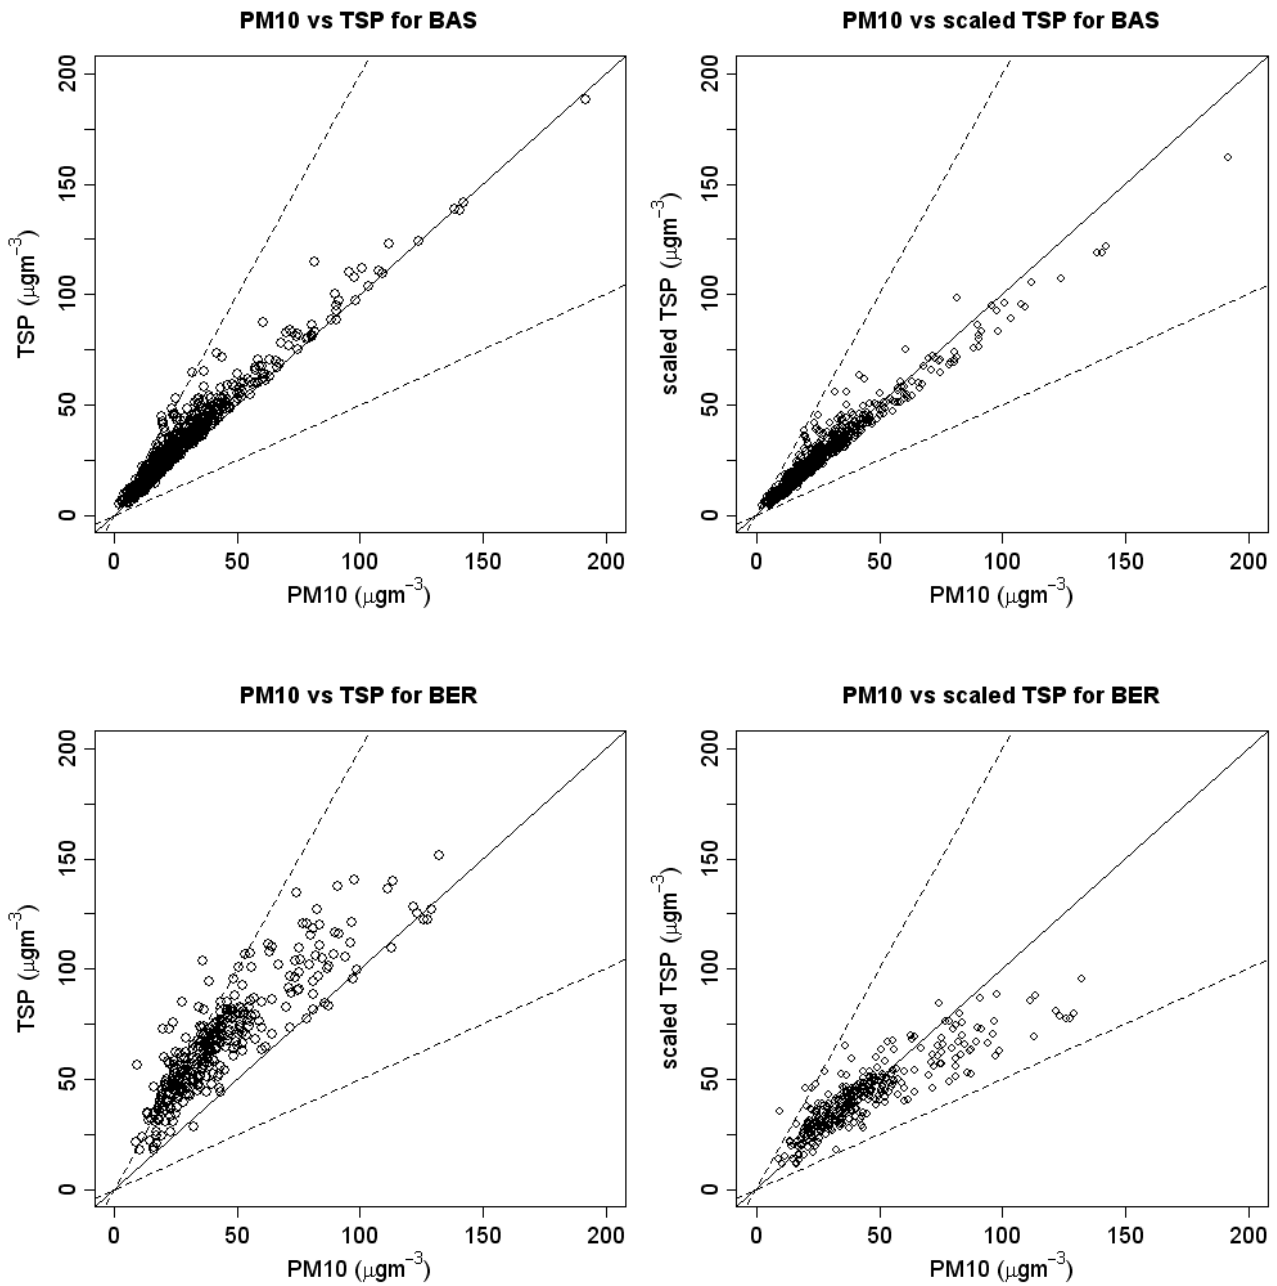 PM10 vs TSP for BAS
TSP (μgm⁻³)
200
150
100
50
0
0 50 100 150 200
PM10 (μgm⁻³)
PM10 vs scaled TSP for BAS
scaled TSP (μgm⁻³)
200
150
100
50
0
0 50 100 150 200
PM10 (μgm⁻³)
PM10 vs TSP for BER
TSP (μgm⁻³)
200
150
100
50
0
0 50 100 150 200
PM10 (μgm⁻³)
PM10 vs scaled TSP for BER
scaled TSP (μgm⁻³)
200
150
100
50
0
0 50 100 150 200
PM10 (μgm⁻³)